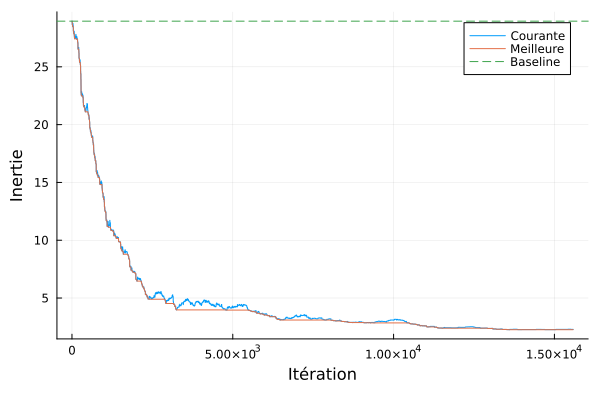 Courante
Meilleure
Baseline
Inertie
25
20
15
10
5
0
5.00×10³
1.00×10⁴
1.50×10⁴
Itération